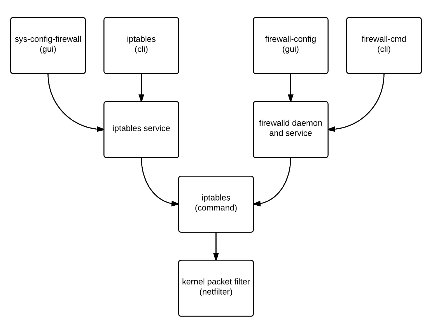 sys-config-firewall
(gui)
iptables
(cli)
firewall-config
(gui)
firewall-cmd
(cli)
iptables service
firewalld daemon
and service
iptables
(command)
kernel packet filter
(netfilter)